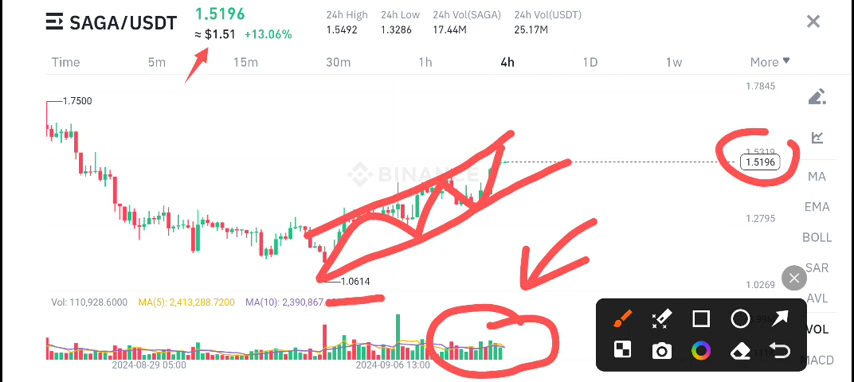 SAGA/USDT
1.5196
≈ $1.51 +13.06%
24h High 24h Low 24h Vol(SAGA) 24h Vol(USDT)
1.5492 1.3286 17.44M 25.17M
Time 5m 15m 30m 1h 4h 1D 1w More
1.7845
1.7500
1.5319
1.5196
BINANCE
MA
EMA
1.2795
BOLL
SAR
1.0614
1.0269
AVL
Vol: 110,928.6000 MA(5): 2,413,288.7200 MA(10): 2,390,867.
VOL
MACD
2024-08-29 05:00 2024-09-06 13:00